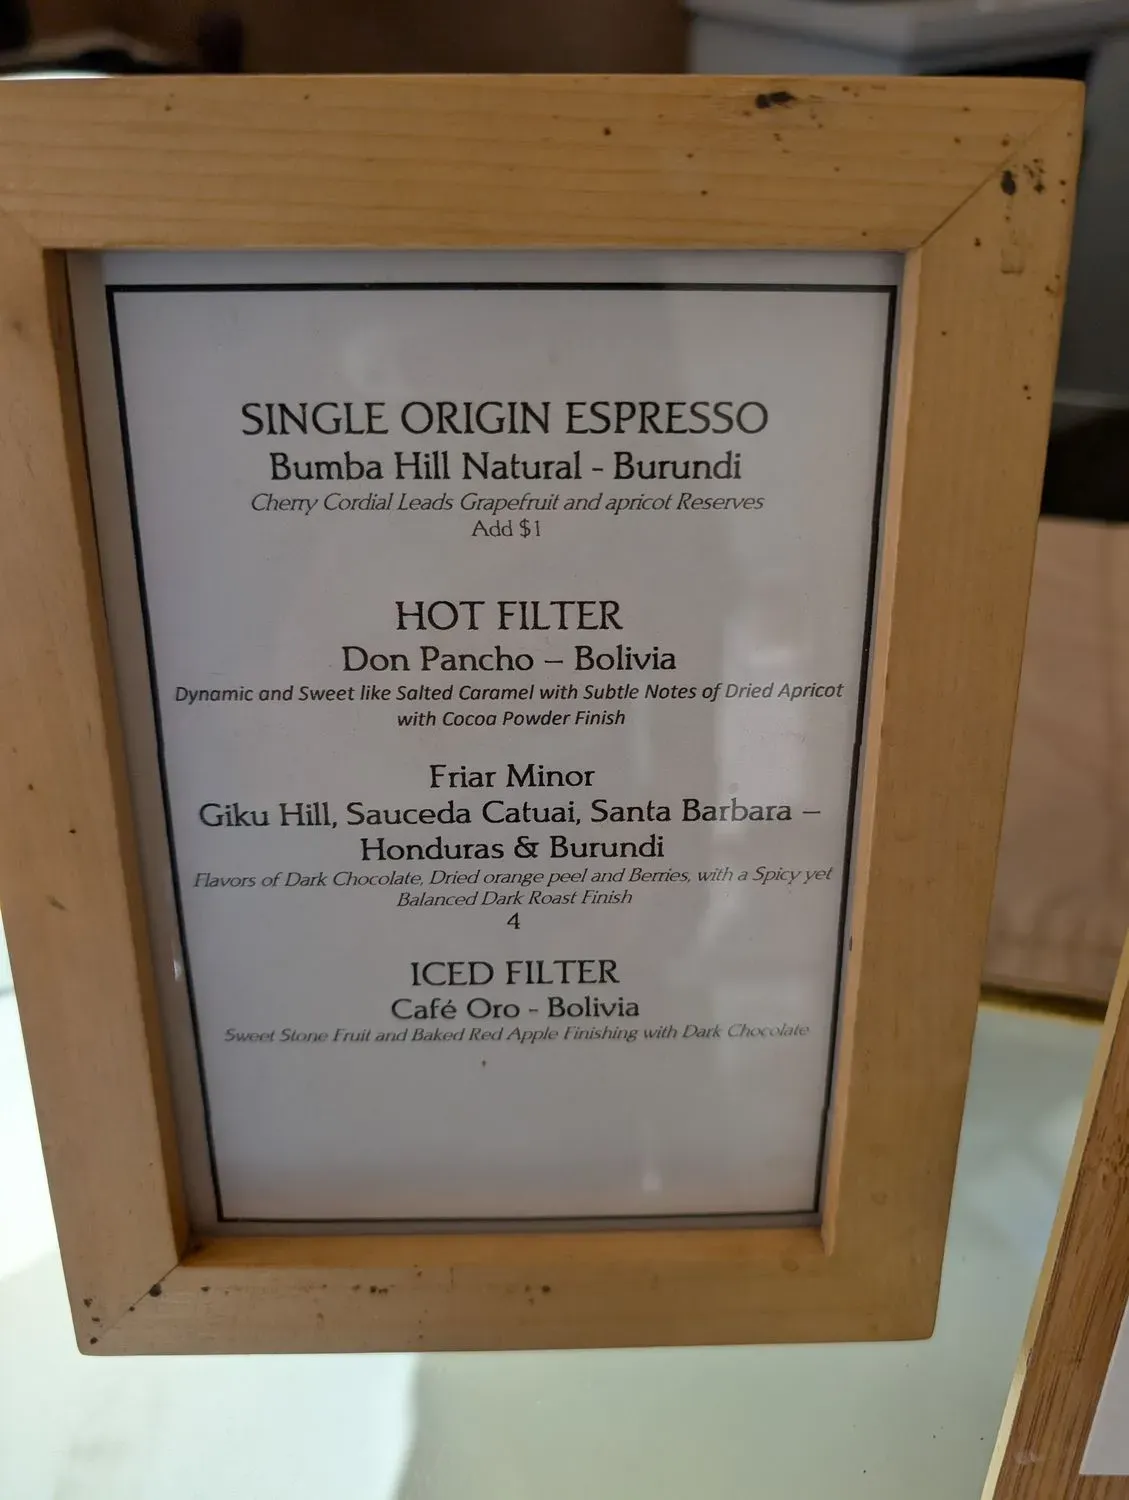 SINGLE ORIGIN ESPRESSO
Bumba Hill Natural - Burundi
Cherry Cordial Leads Grapefruit and apricot Reserves
Add $1
HOT FILTER
Don Pancho – Bolivia
Dynamic and Sweet like Salted Caramel with Subtle Notes of Dried Apricot
with Cocoa Powder Finish
Friar Minor
Giku Hill, Sauceda Catuai, Santa Barbara –
Honduras & Burundi
Flavors of Dark Chocolate, Dried orange peel and Berries, with a Spicy yet
Balanced Dark Roast Finish
4
ICED FILTER
Café Oro - Bolivia
Sweet Stone Fruit and Baked Red Apple Finishing with Dark Chocolate